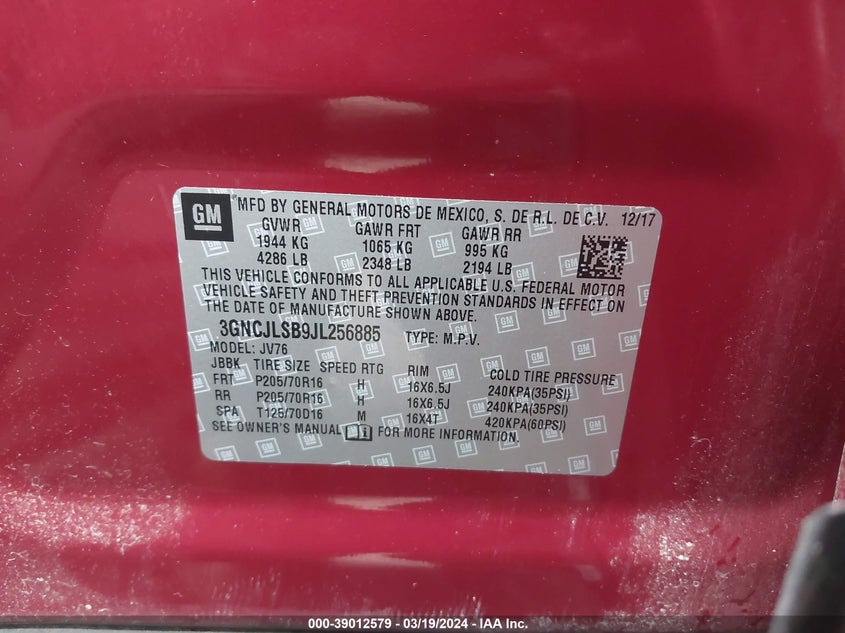 GM
MFD BY GENERAL MOTORS DE MEXICO, S. DE R.L. DE C.V. 12/17
GVWR GAWR FRT GAWR RR
1944 KG 1065 KG 995 KG
4286 LB 2348 LB 2194 LB
THIS VEHICLE CONFORMS TO ALL APPLICABLE U.S. FEDERAL MOTOR
VEHICLE SAFETY AND THEFT PREVENTION STANDARDS IN EFFECT ON
THE DATE OF MANUFACTURE SHOWN ABOVE.
3GNCJLSB9JL256885 TYPE: M.P.V.
MODEL: JV76
JBBK TIRE SIZE SPEED RTG RIM COLD TIRE PRESSURE
FRT P205/70R16 H 16X6.5J 240KPA(35PSI)
RR P205/70R16 H 16X6.5J 240KPA(35PSI)
SPA T125/70D16 M 16X4T 420KPA(60PSI)
SEE OWNER'S MANUAL FOR MORE INFORMATION.
000-39012579 - 03/19/2024 - IAA Inc.